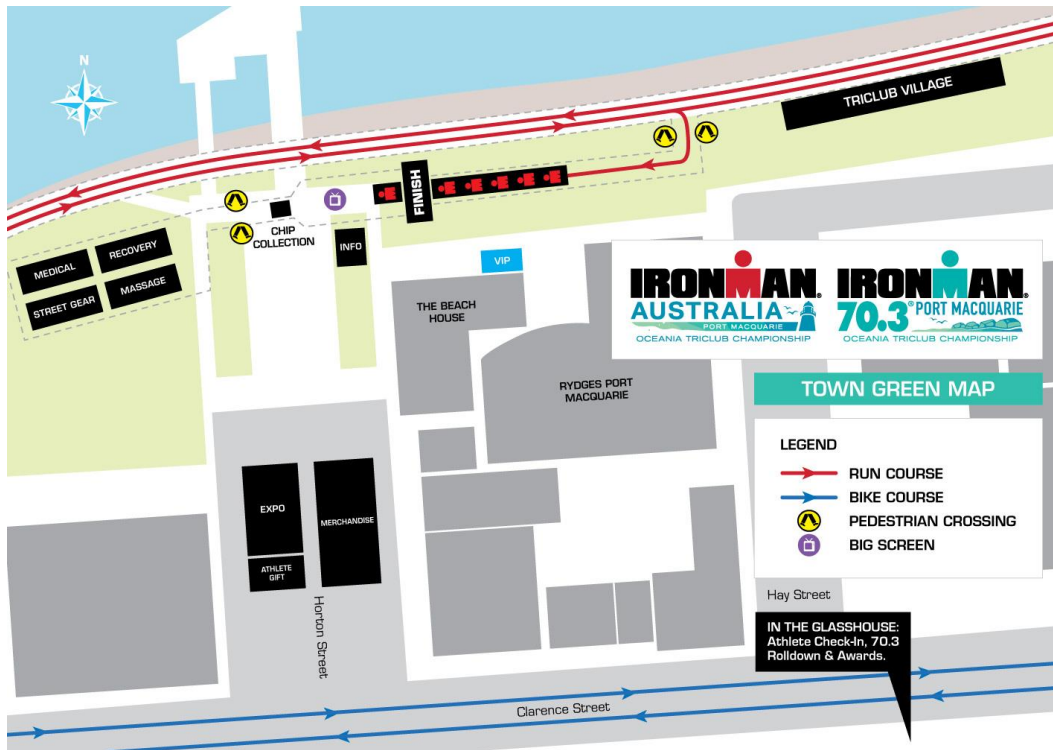 N
TRICLUB VILLAGE
FINISH
CHIP
COLLECTION
INFO
MEDICAL
RECOVERY
STREET GEAR
MASSAGE
VIP
THE BEACH
HOUSE
RYDGES PORT
MACQUARIE
IRONMAN®
AUSTRALIA
PORT MACQUARIE
OCEANIA TRICLUB CHAMPIONSHIP
IRONMAN®
70.3® PORT MACQUARIE
OCEANIA TRICLUB CHAMPIONSHIP
TOWN GREEN MAP
LEGEND
RUN COURSE
BIKE COURSE
PEDESTRIAN CROSSING
BIG SCREEN
EXPO
MERCHANDISE
ATHLETE
GIFT
Horton Street
Hay Street
IN THE GLASSHOUSE:
Athlete Check-In, 70.3
Rolldown & Awards.
Clarence Street